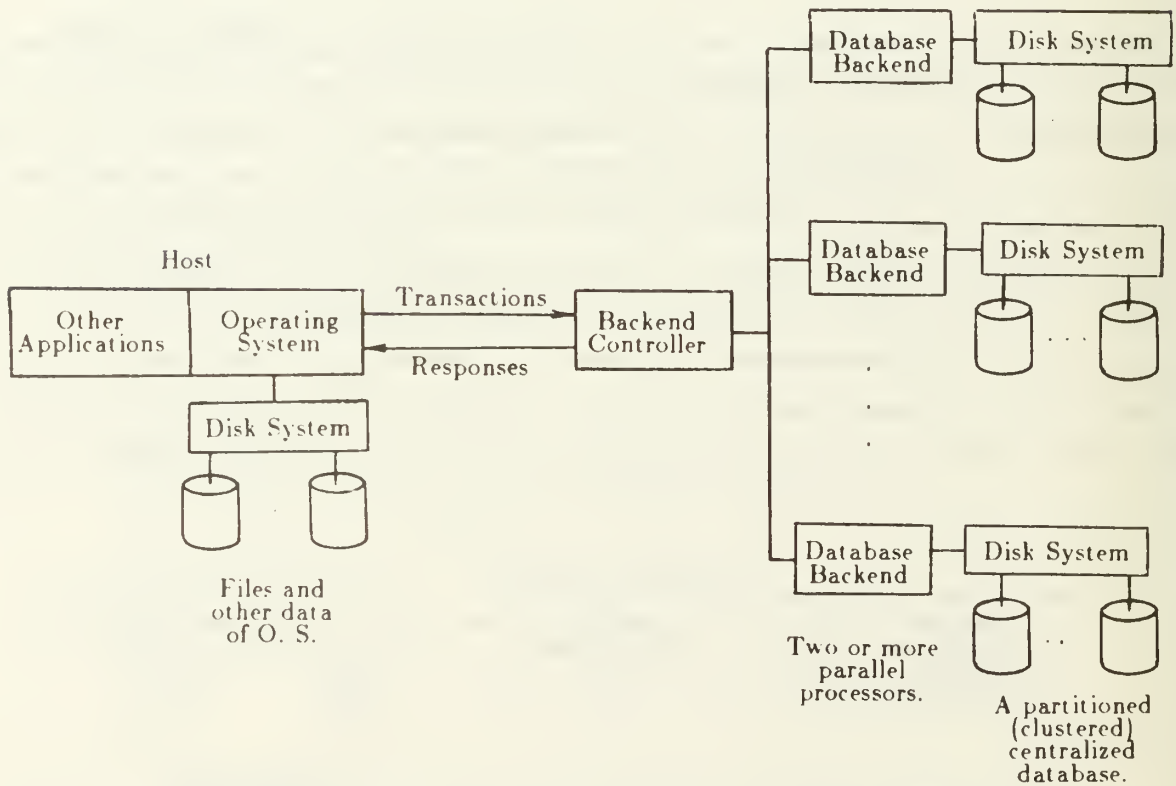 Database
Backend
Disk System
Database
Backend
Disk System
. . .
Host
Other
Applications
Operating
System
Transactions
Responses
Backend
Controller
Disk System
Files and
other data
of O. S.
Database
Backend
Disk System
. .
Two or more
parallel
processors.
A partitioned
(clustered)
centralized
database.